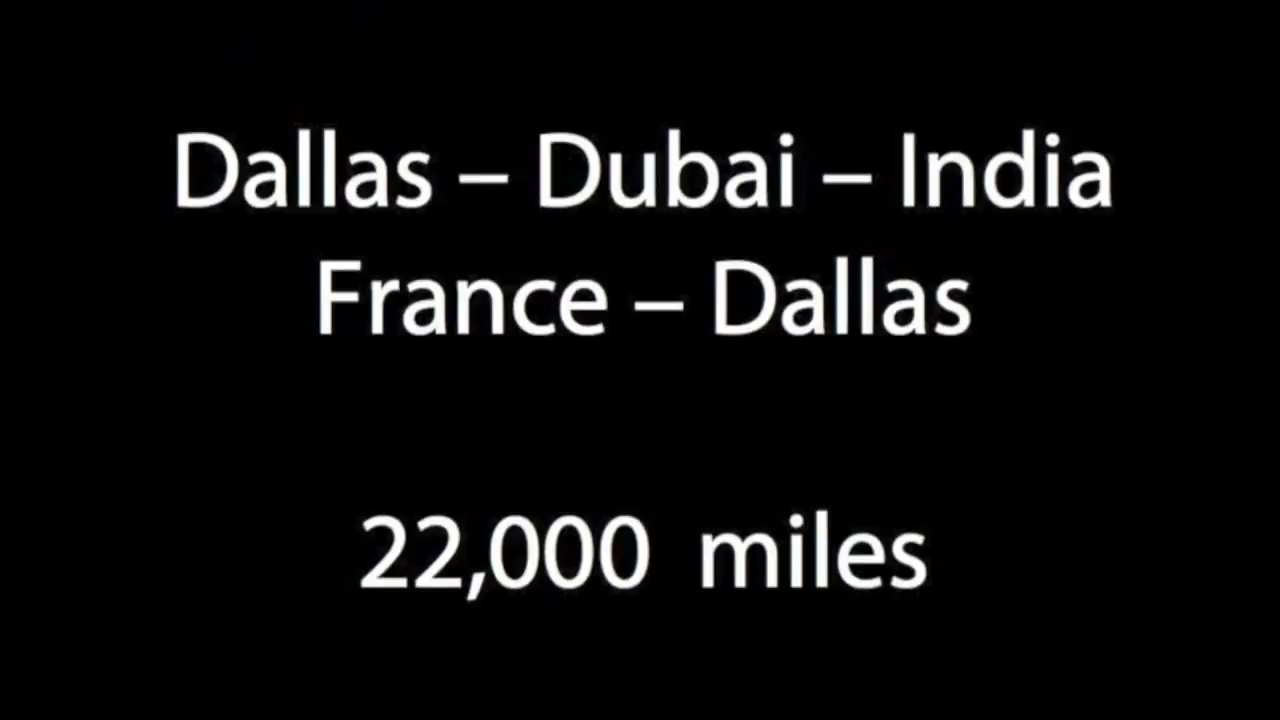 Dallas – Dubai – India
France – Dallas
22,000 miles